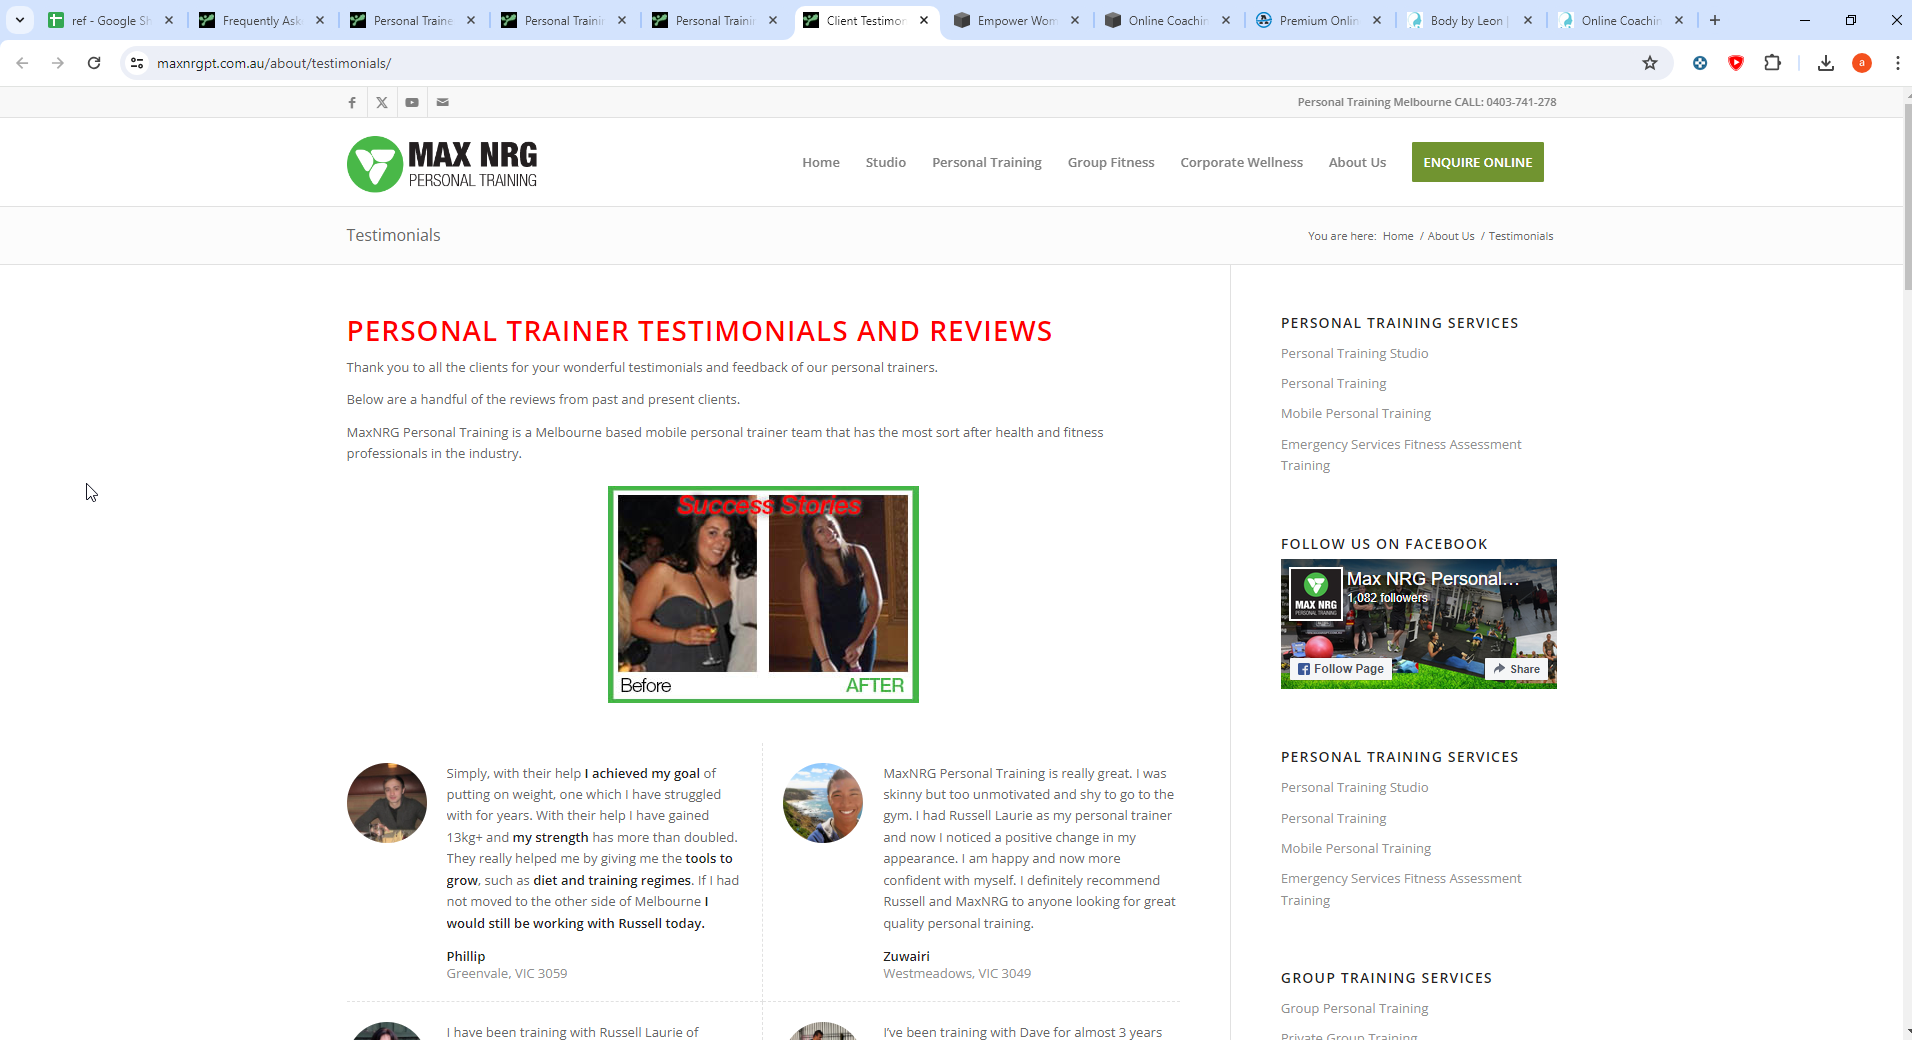 ref - Google Sh
Frequently Ask
Personal Traine
Personal Trainin
Personal Trainin
Client Testimon
Empower Wom
Online Coachin
Premium Onlin
Body by Leon |
Online Coachin
maxnrgpt.com.au/about/testimonials/
a
Personal Training Melbourne CALL: 0403-741-278
MAX NRG
PERSONAL TRAINING
Home
Studio
Personal Training
Group Fitness
Corporate Wellness
About Us
ENQUIRE ONLINE
Testimonials
You are here: Home / About Us / Testimonials
PERSONAL TRAINER TESTIMONIALS AND REVIEWS
Thank you to all the clients for your wonderful testimonials and feedback of our personal trainers.
Below are a handful of the reviews from past and present clients.
MaxNRG Personal Training is a Melbourne based mobile personal trainer team that has the most sort after health and fitness
professionals in the industry.
Success Stories
Before
AFTER
Simply, with their help I achieved my goal of
putting on weight, one which I have struggled
with for years. With their help I have gained
13kg+ and my strength has more than doubled.
They really helped me by giving me the tools to
grow, such as diet and training regimes. If I had
not moved to the other side of Melbourne I
would still be working with Russell today.
Phillip
Greenvale, VIC 3059
MaxNRG Personal Training is really great. I was
skinny but too unmotivated and shy to go to the
gym. I had Russell Laurie as my personal trainer
and now I noticed a positive change in my
appearance. I am happy and now more
confident with myself. I definitely recommend
Russell and MaxNRG to anyone looking for great
quality personal training.
Zuwairi
Westmeadows, VIC 3049
I have been training with Russell Laurie of
I've been training with Dave for almost 3 years
PERSONAL TRAINING SERVICES
Personal Training Studio
Personal Training
Mobile Personal Training
Emergency Services Fitness Assessment
Training
FOLLOW US ON FACEBOOK
MAX NRG
PERSONAL TRAINING
Max NRG Personal...
1,082 followers
Follow Page
Share
PERSONAL TRAINING SERVICES
Personal Training Studio
Personal Training
Mobile Personal Training
Emergency Services Fitness Assessment
Training
GROUP TRAINING SERVICES
Group Personal Training
Private Group Training